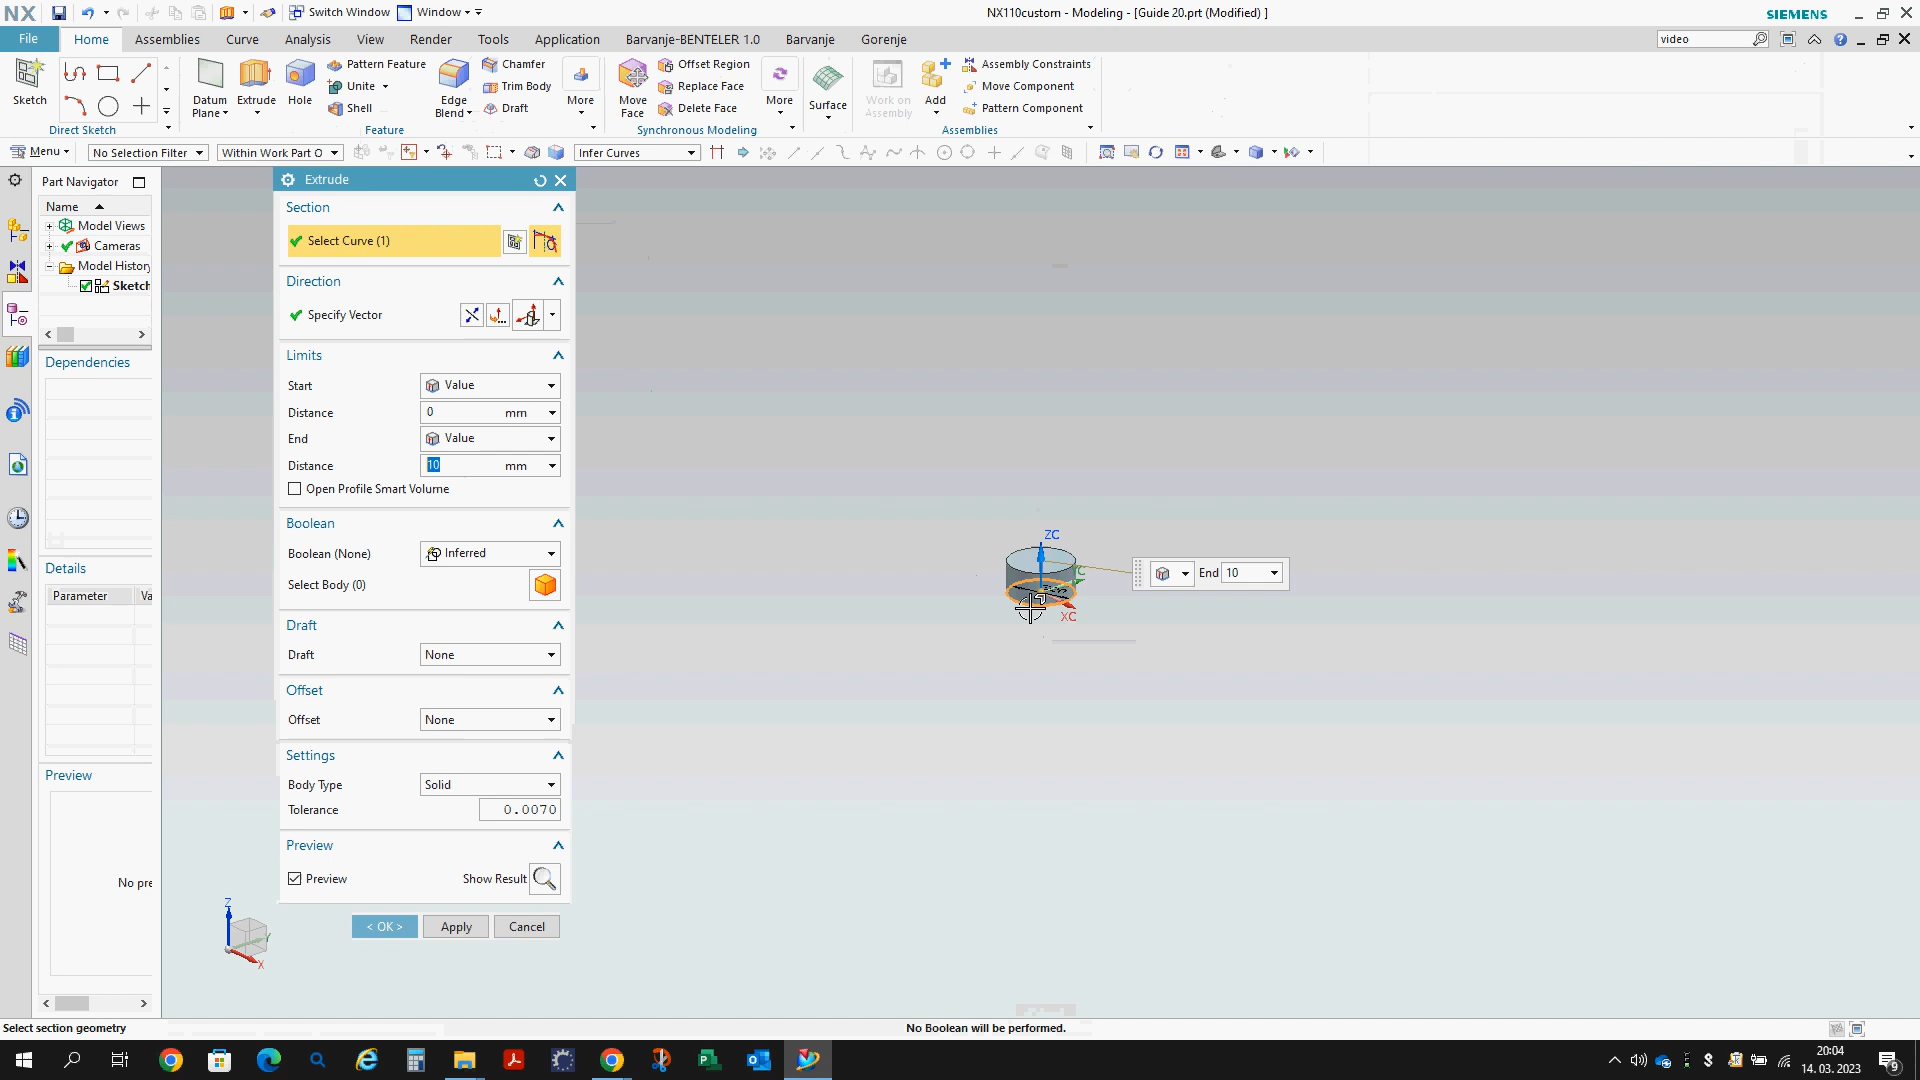 NX
Switch Window
Window
NX110custom - Modeling - [Guide 20.prt (Modified) ]
SIEMENS
File
Home
Assemblies
Curve
Analysis
View
Render
Tools
Application
Barvanje-BENTELER 1.0
Barvanje
Gorenje
video
Sketch
Direct Sketch
Datum Plane
Extrude
Hole
Pattern Feature
Unite
Shell
Edge Blend
Chamfer
Trim Body
Draft
More
Feature
Move Face
Offset Region
Replace Face
Delete Face
More
Synchronous Modeling
Surface
Work on Assembly
Add
Assembly Constraints
Move Component
Pattern Component
Assemblies
Menu
No Selection Filter
Within Work Part O
Infer Curves
Part Navigator
Name
Model Views
Cameras
Model History
Sketch
Dependencies
Details
Parameter
Va
Preview
No pre
Extrude
Section
Select Curve (1)
Direction
Specify Vector
Limits
Start
Value
Distance
0
mm
End
Value
Distance
10
mm
Open Profile Smart Volume
Boolean
Boolean (None)
Inferred
Select Body (0)
Draft
Draft
None
Offset
Offset
None
Settings
Body Type
Solid
Tolerance
0.0070
Preview
Preview
Show Result
< OK >
Apply
Cancel
ZC
XC
End
10
Z
X
Select section geometry
No Boolean will be performed.
20:04
14. 03. 2023
9